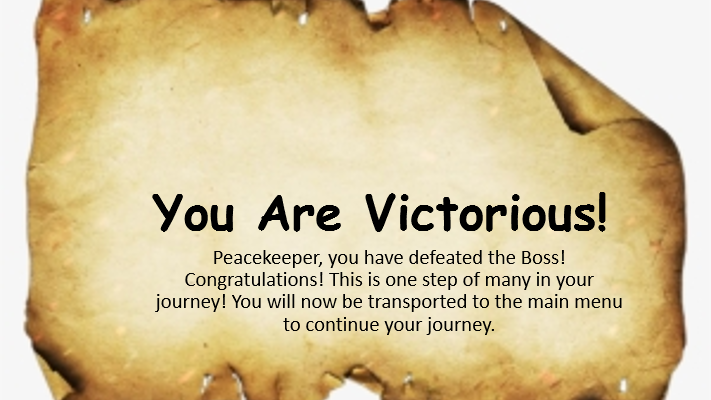 You Are Victorious!
Peacekeeper, you have defeated the Boss!
Congratulations! This is one step of many in your
journey! You will now be transported to the main menu
to continue your journey.